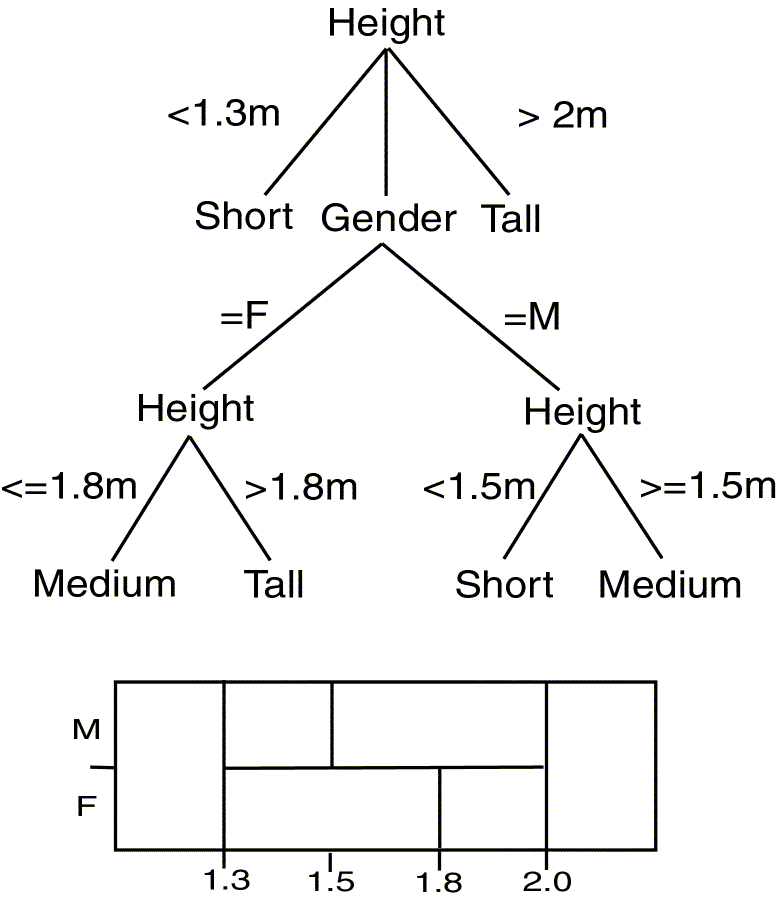 Height
<1.3m > 2m
Short Gender Tall
=F =M
Height Height
<=1.8m >1.8m <1.5m >=1.5m
Medium Tall Short Medium
M
F
1.3 1.5 1.8 2.0